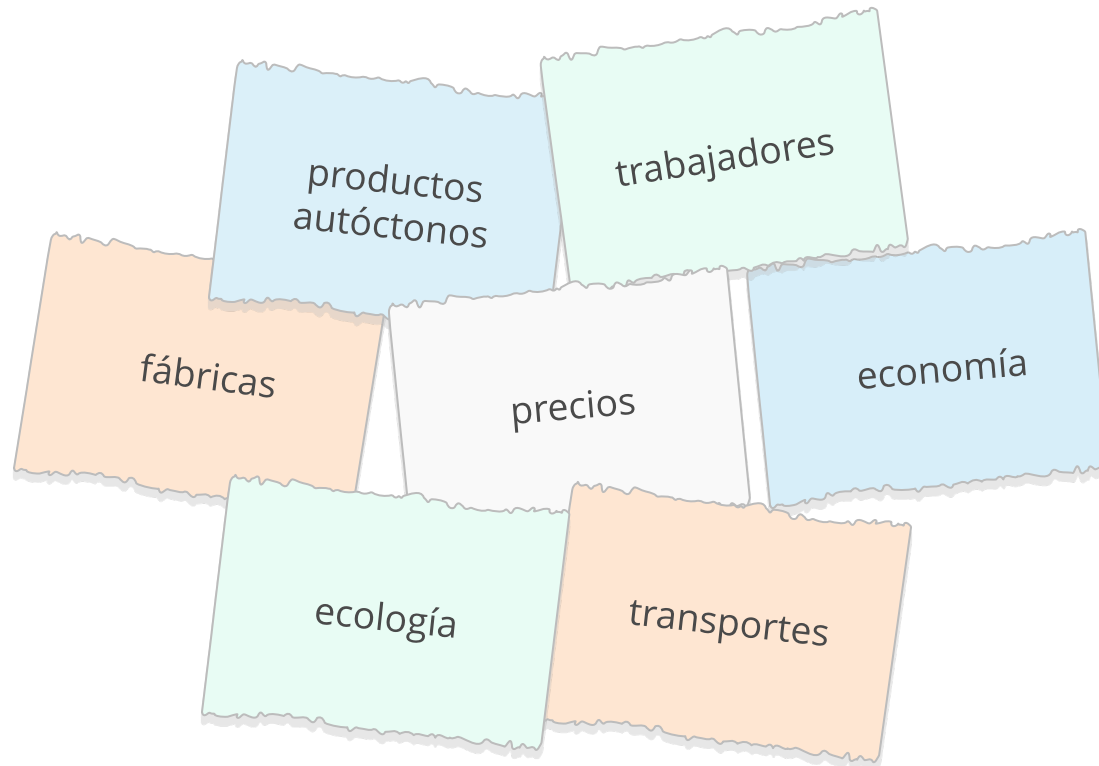 productos
autóctonos
trabajadores
fábricas
precios
economía
ecología
transportes